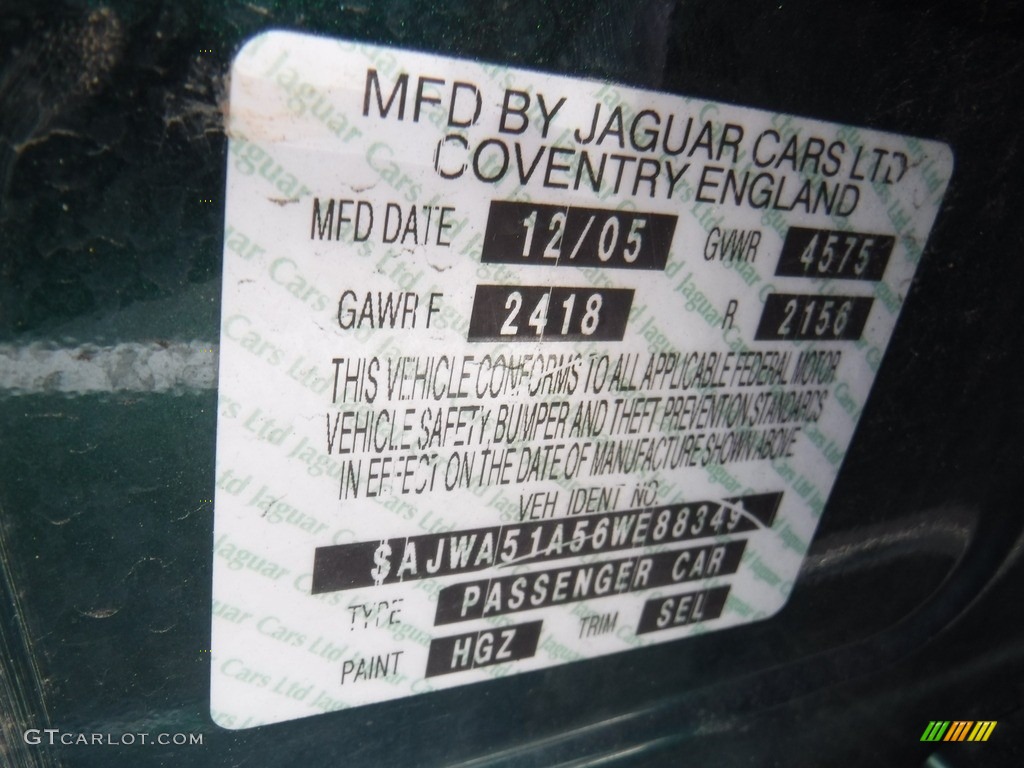 MFD BY JAGUAR CARS LTD
COVENTRY ENGLAND
MFD DATE 12/05 GVWR 4575
GAWR F 2418 R 2156
THIS VEHICLE CONFORMS TO ALL APPLICABLE FEDERAL MOTOR
VEHICLE SAFETY, BUMPER AND THEFT PREVENTION STANDARDS
IN EFFECT ON THE DATE OF MANUFACTURE SHOWN ABOVE
VEH IDENT NO.
SAJWA51A56WE88349
TYPE PASSENGER CAR
PAINT HGZ TRIM SEL
GTCARLOT.COM